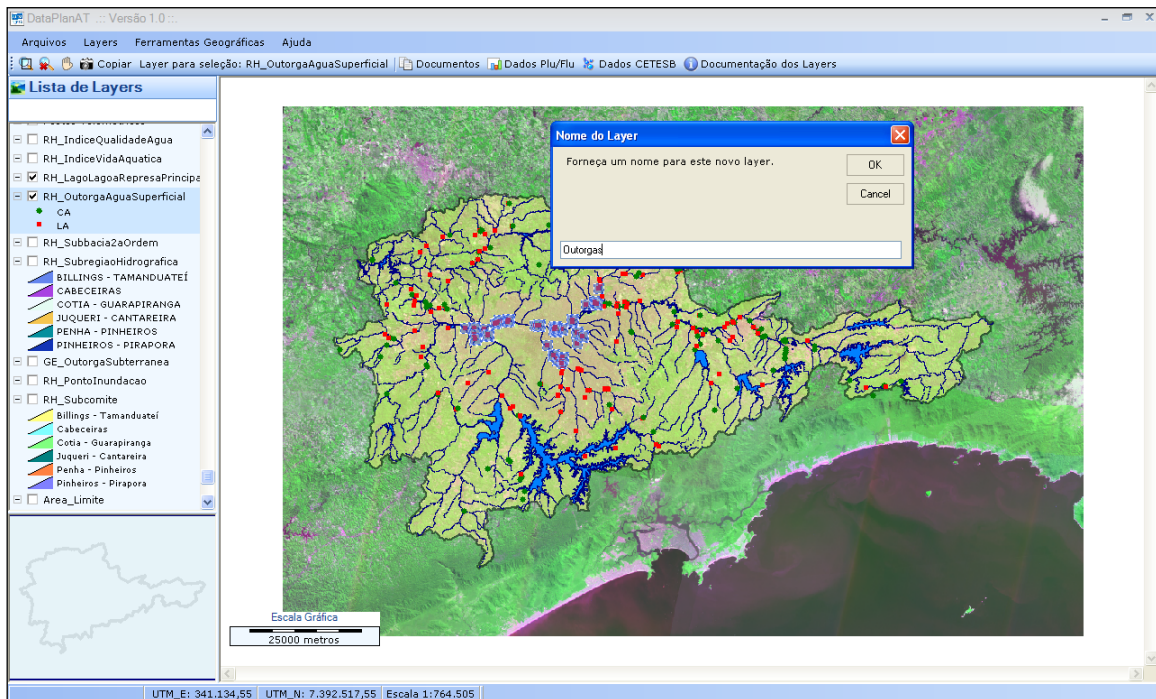 DataPlanAT .:: Versão 1.0 ::.
Arquivos Layers Ferramentas Geográficas Ajuda
Copiar Layer para seleção: RH_OutorgaAguaSuperficial Documentos Dados Plu/Flu Dados CETESB Documentação dos Layers
Lista de Layers
RH_IndiceQualidadeAgua
RH_IndiceVidaAquatica
RH_LagoLagoaRepresaPrincipa
RH_OutorgaAguaSuperficial
CA
LA
RH_Subbacia2aOrdem
RH_SubregiaoHidrografica
BILLINGS - TAMANDUATEÍ
CABECEIRAS
COTIA - GUARAPIRANGA
JUQUERI - CANTAREIRA
PENHA - PINHEIROS
PINHEIROS - PIRAPORA
GE_OutorgaSubterranea
RH_PontoInundacao
RH_Subcomite
Billings - Tamanduateí
Cabeceiras
Cotia - Guarapiranga
Juqueri - Cantareira
Penha - Pinheiros
Pinheiros - Pirapora
Area_Limite
Nome do Layer
Forneça um nome para este novo layer.
OK
Cancel
Outorgas
Escala Gráfica
25000 metros
UTM_E: 341.134,55 UTM_N: 7.392.517,55 Escala 1:764.505